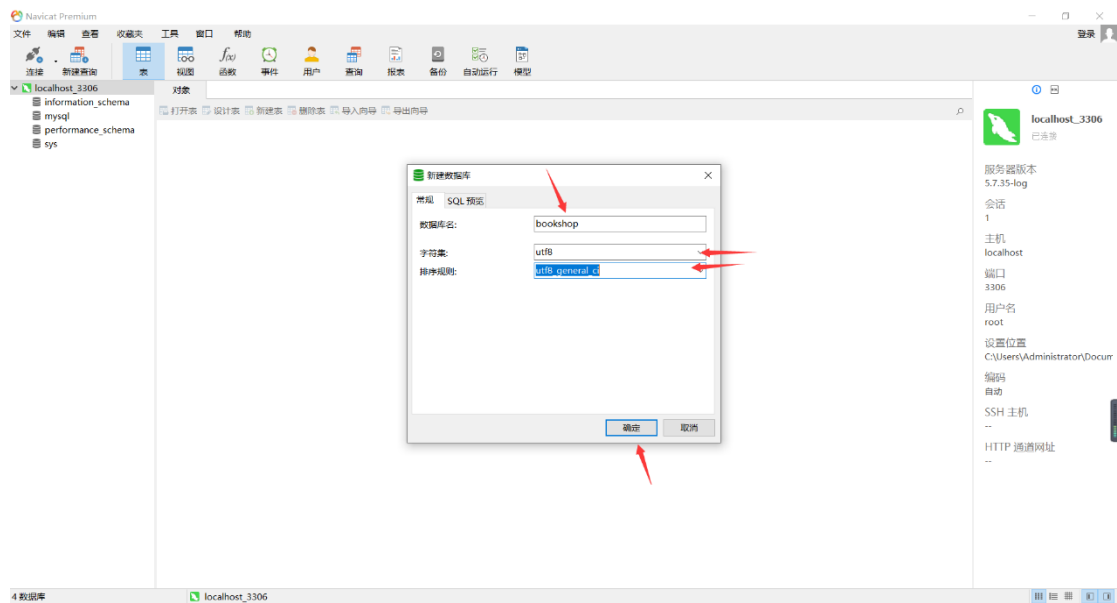 Navicat Premium
文件 编辑 查看 收藏夹 工具 窗口 帮助 登录
连接 新建查询 表 视图 函数 事件 用户 查询 报表 备份 自动运行 模型
f(x)
localhost_3306
information_schema
mysql
performance_schema
sys
对象
打开表 设计表 新建表 删除表 导入向导 导出向导
新建数据库
常规 SQL 预览
数据库名: bookshop
字符集: utf8
排序规则: utf8_general_ci
确定 取消
localhost_3306
已连接
服务器版本
5.7.35-log
会话
1
主机
localhost
端口
3306
用户名
root
设置位置
C:\Users\Administrator\Docum
编码
自动
SSH 主机
--
HTTP 通道网址
--
4 数据库 localhost_3306